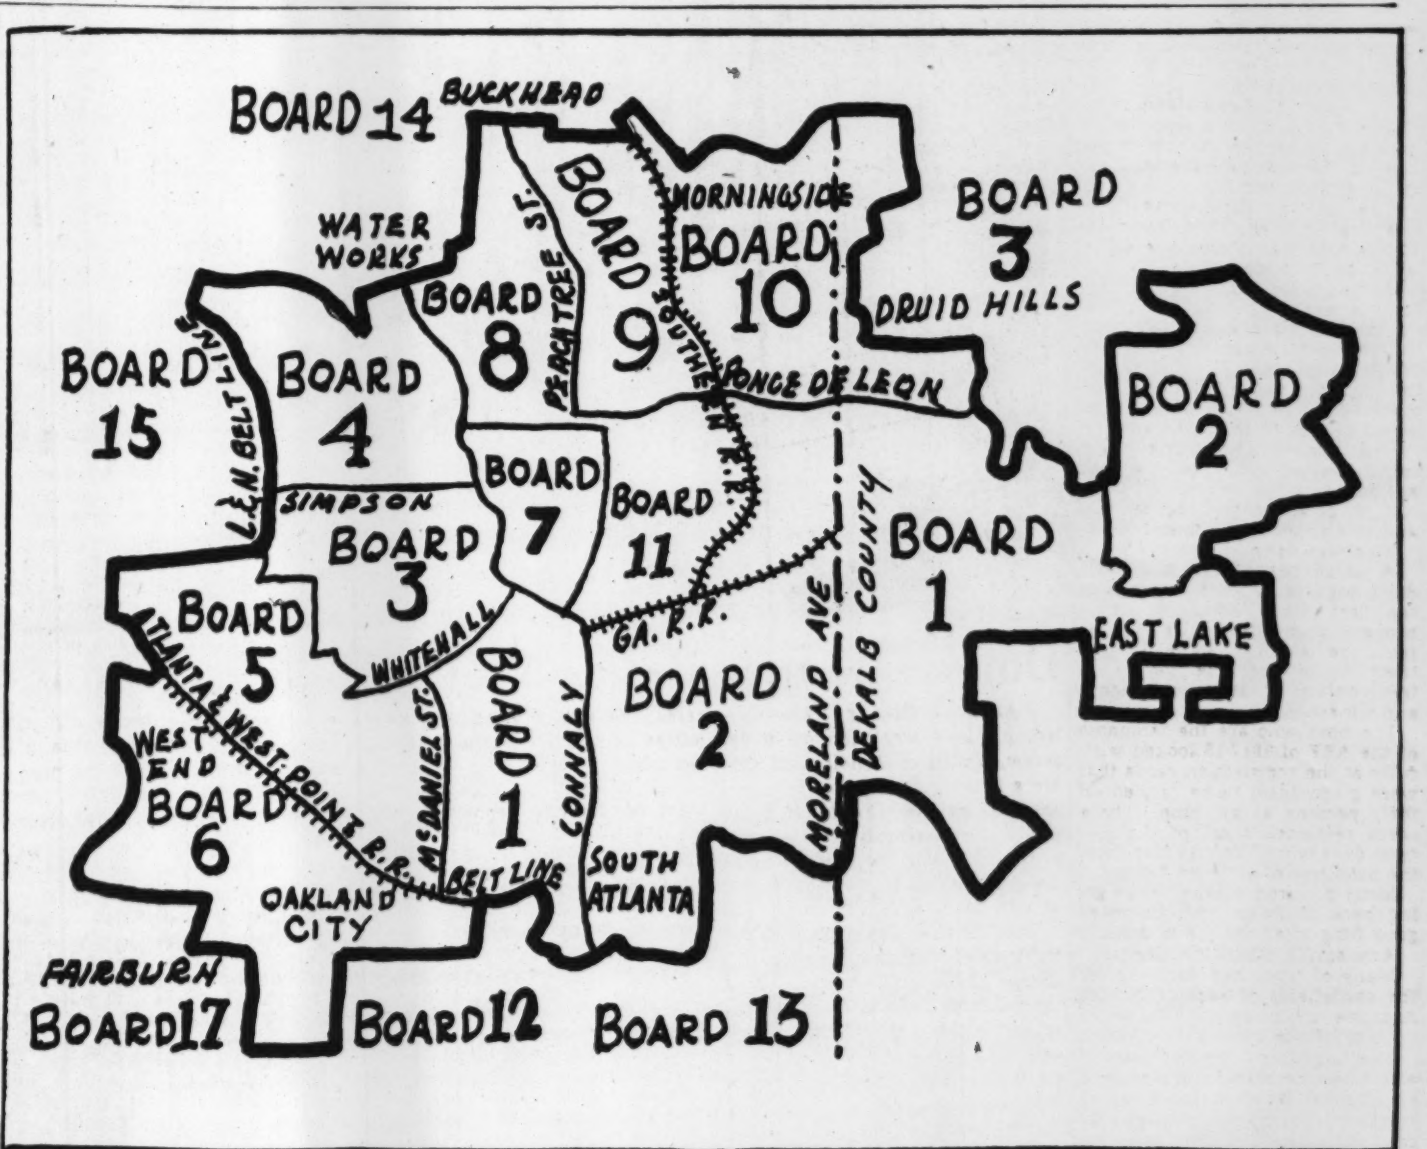 BOARD 14
BUCKHEAD
WATER
WORKS
BOARD
8
PEACHTREE ST.
BOARD
9
SOUTHERN R.R.
MORNINGSIDE
BOARD
10
BOARD
3
DRUID HILLS
BOARD
15
L. & N. BELT LINE
BOARD
4
PONCE DE LEON
BOARD
2
SIMPSON
BOARD
3
BOARD
7
BOARD
11
GA. R. R.
BOARD
1
MORELAND AVE
DEKALB COUNTY
EAST LAKE
BOARD
5
WHITEHALL
ATLANTA & WEST POINT R.R.
WEST
END
BOARD
6
McDANIEL ST.
BOARD
1
CONNALY
BOARD
2
BELT LINE
SOUTH
ATLANTA
OAKLAND
CITY
FAIRBURN
BOARD 17
BOARD 12
BOARD 13